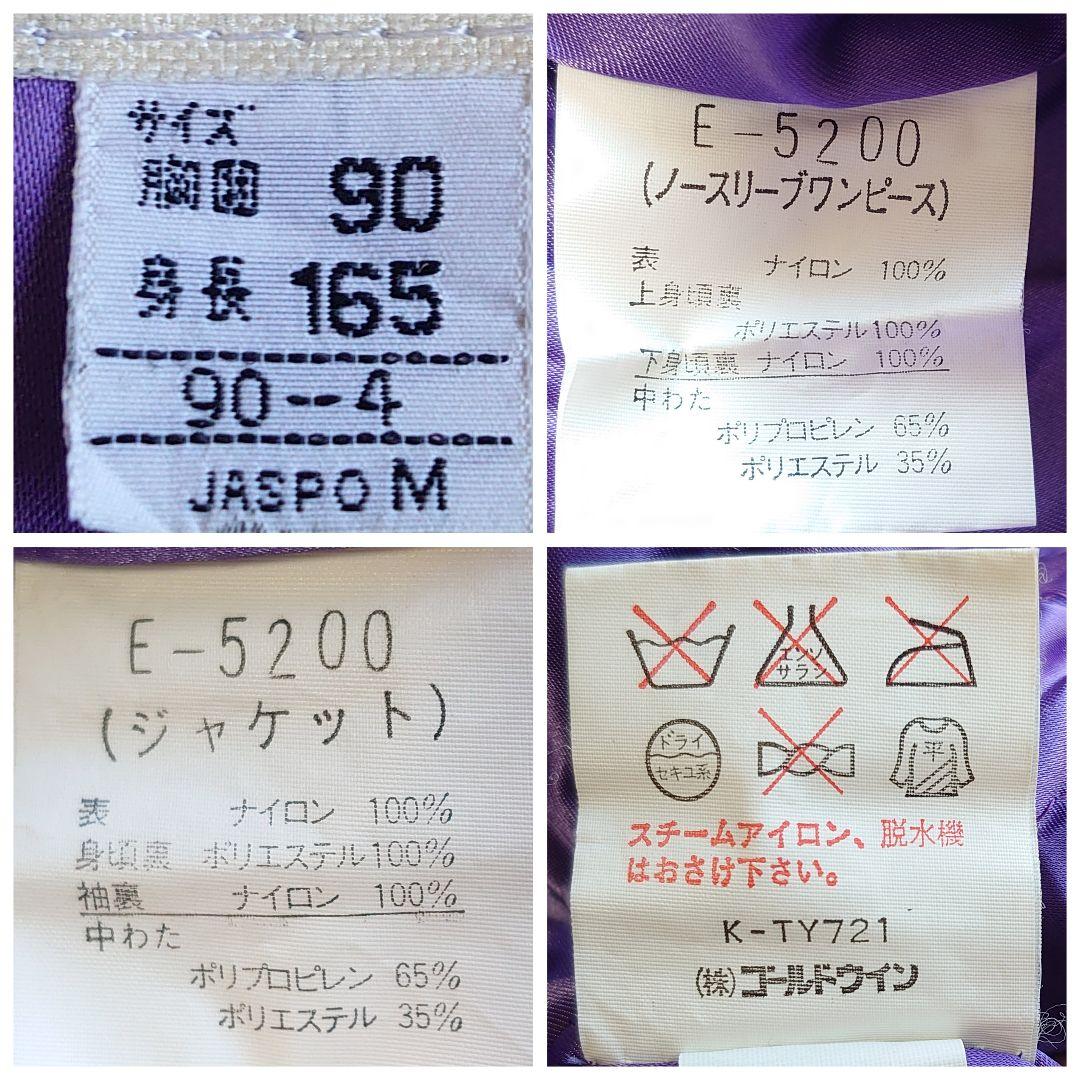 サイズ
胸囲 90
身長 165
90--4
JASPO M
E-5200
(ノースリーブワンピース)
表 ナイロン 100%
上身頃裏
ポリエステル100%
下身頃裏 ナイロン 100%
中わた
ポリプロピレン 65%
ポリエステル 35%
E-5200
(ジャケット)
表 ナイロン 100%
身頃裏 ポリエステル100%
袖裏 ナイロン 100%
中わた
ポリプロピレン 65%
ポリエステル 35%
エンソ
サラシ
ドライ
セキユ系
平
スチームアイロン、脱水機
はおさけ下さい。
K-TY721
(株)ゴールドウイン